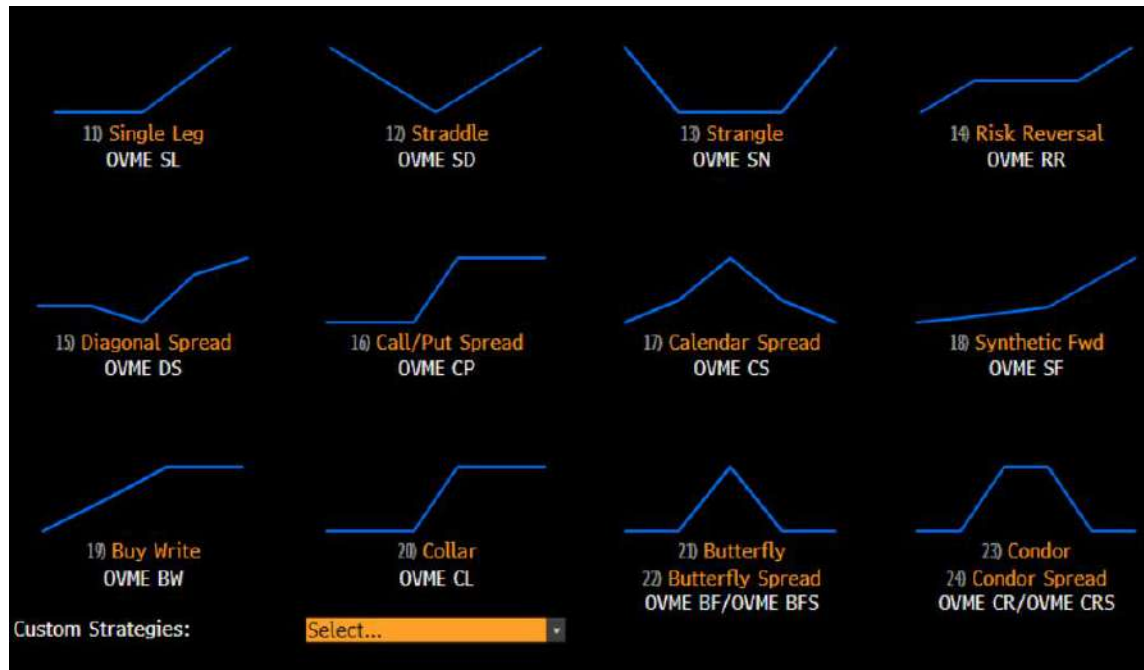 11) Single Leg
OVME SL
12) Straddle
OVME SD
13) Strangle
OVME SN
14) Risk Reversal
OVME RR
15) Diagonal Spread
OVME DS
16) Call/Put Spread
OVME CP
17) Calendar Spread
OVME CS
18) Synthetic Fwd
OVME SF
19) Buy Write
OVME BW
20) Collar
OVME CL
21) Butterfly
22) Butterfly Spread
OVME BF/OVME BFS
23) Condor
24) Condor Spread
OVME CR/OVME CRS
Custom Strategies:
Select...